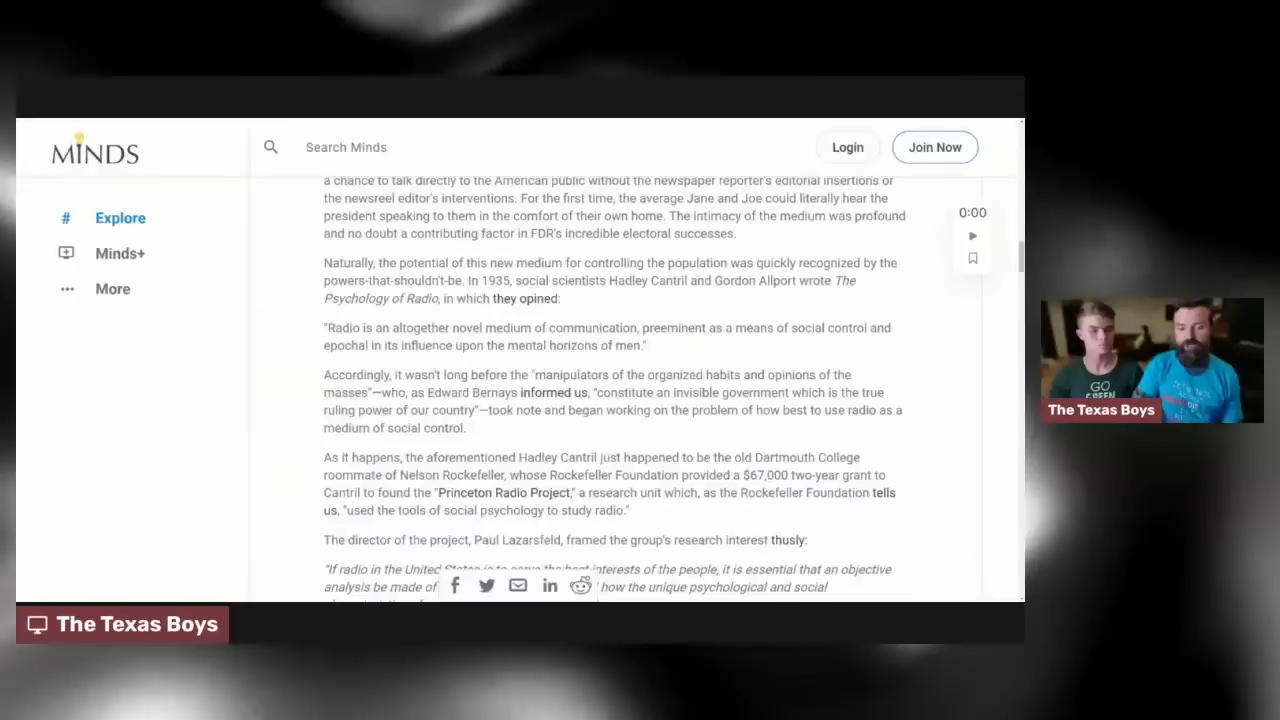 MINDS
Search Minds
Login
Join Now
# Explore
Minds+
More
0:00
a chance to talk directly to the American public without the newspaper reporter's editorial insertions or
the newsreel editor's interventions. For the first time, the average Jane and Joe could literally hear the
president speaking to them in the comfort of their own home. The intimacy of the medium was profound
and no doubt a contributing factor in FDR's incredible electoral successes.
Naturally, the potential of this new medium for controlling the population was quickly recognized by the
powers-that-shouldn't-be. In 1935, social scientists Hadley Cantril and Gordon Allport wrote The
Psychology of Radio, in which they opined:
"Radio is an altogether novel medium of communication, preeminent as a means of social control and
epochal in its influence upon the mental horizons of men."
Accordingly, it wasn't long before the "manipulators of the organized habits and opinions of the
masses"—who, as Edward Bernays informed us, "constitute an invisible government which is the true
ruling power of our country"—took note and began working on the problem of how best to use radio as a
medium of social control.
As it happens, the aforementioned Hadley Cantril just happened to be the old Dartmouth College
roommate of Nelson Rockefeller, whose Rockefeller Foundation provided a $67,000 two-year grant to
Cantril to found the "Princeton Radio Project," a research unit which, as the Rockefeller Foundation tells
us, "used the tools of social psychology to study radio."
The director of the project, Paul Lazarsfeld, framed the group's research interest thusly:
"If radio in the United States is to serve the best interests of the people, it is essential that an objective
analysis be made of how the unique psychological and social
GO
GREEN
The Texas Boys
The Texas Boys